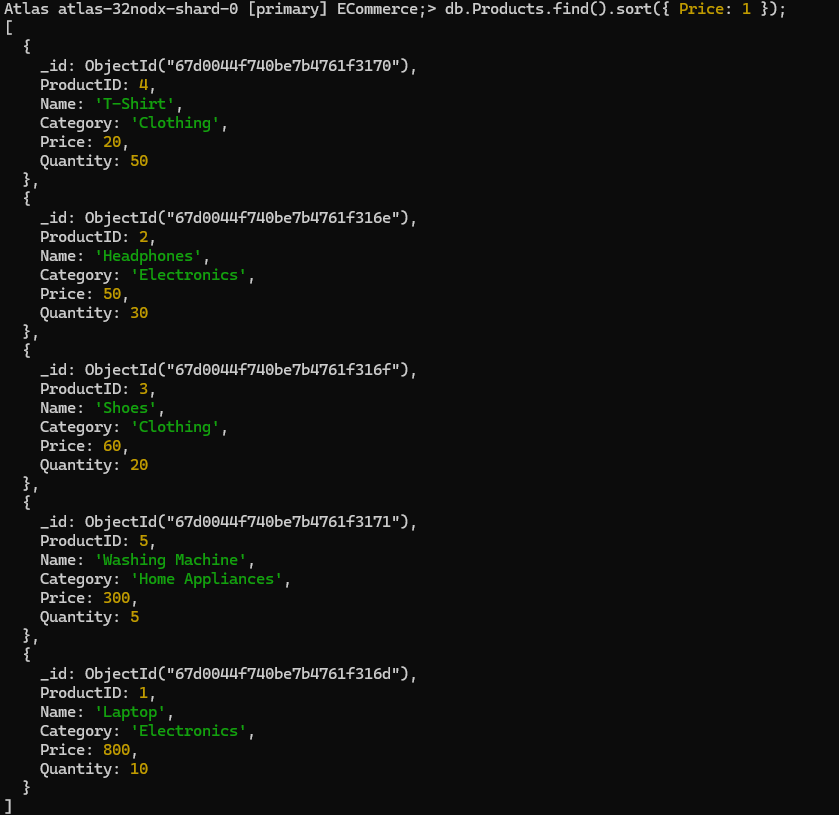 Atlas atlas-32nodx-shard-0 [primary] ECommerce;> db.Products.find().sort({ Price: 1 });
[
  {
    _id: ObjectId("67d0044f740be7b4761f3170"),
    ProductID: 4,
    Name: 'T-Shirt',
    Category: 'Clothing',
    Price: 20,
    Quantity: 50
  },
  {
    _id: ObjectId("67d0044f740be7b4761f316e"),
    ProductID: 2,
    Name: 'Headphones',
    Category: 'Electronics',
    Price: 50,
    Quantity: 30
  },
  {
    _id: ObjectId("67d0044f740be7b4761f316f"),
    ProductID: 3,
    Name: 'Shoes',
    Category: 'Clothing',
    Price: 60,
    Quantity: 20
  },
  {
    _id: ObjectId("67d0044f740be7b4761f3171"),
    ProductID: 5,
    Name: 'Washing Machine',
    Category: 'Home Appliances',
    Price: 300,
    Quantity: 5
  },
  {
    _id: ObjectId("67d0044f740be7b4761f316d"),
    ProductID: 1,
    Name: 'Laptop',
    Category: 'Electronics',
    Price: 800,
    Quantity: 10
  }
]